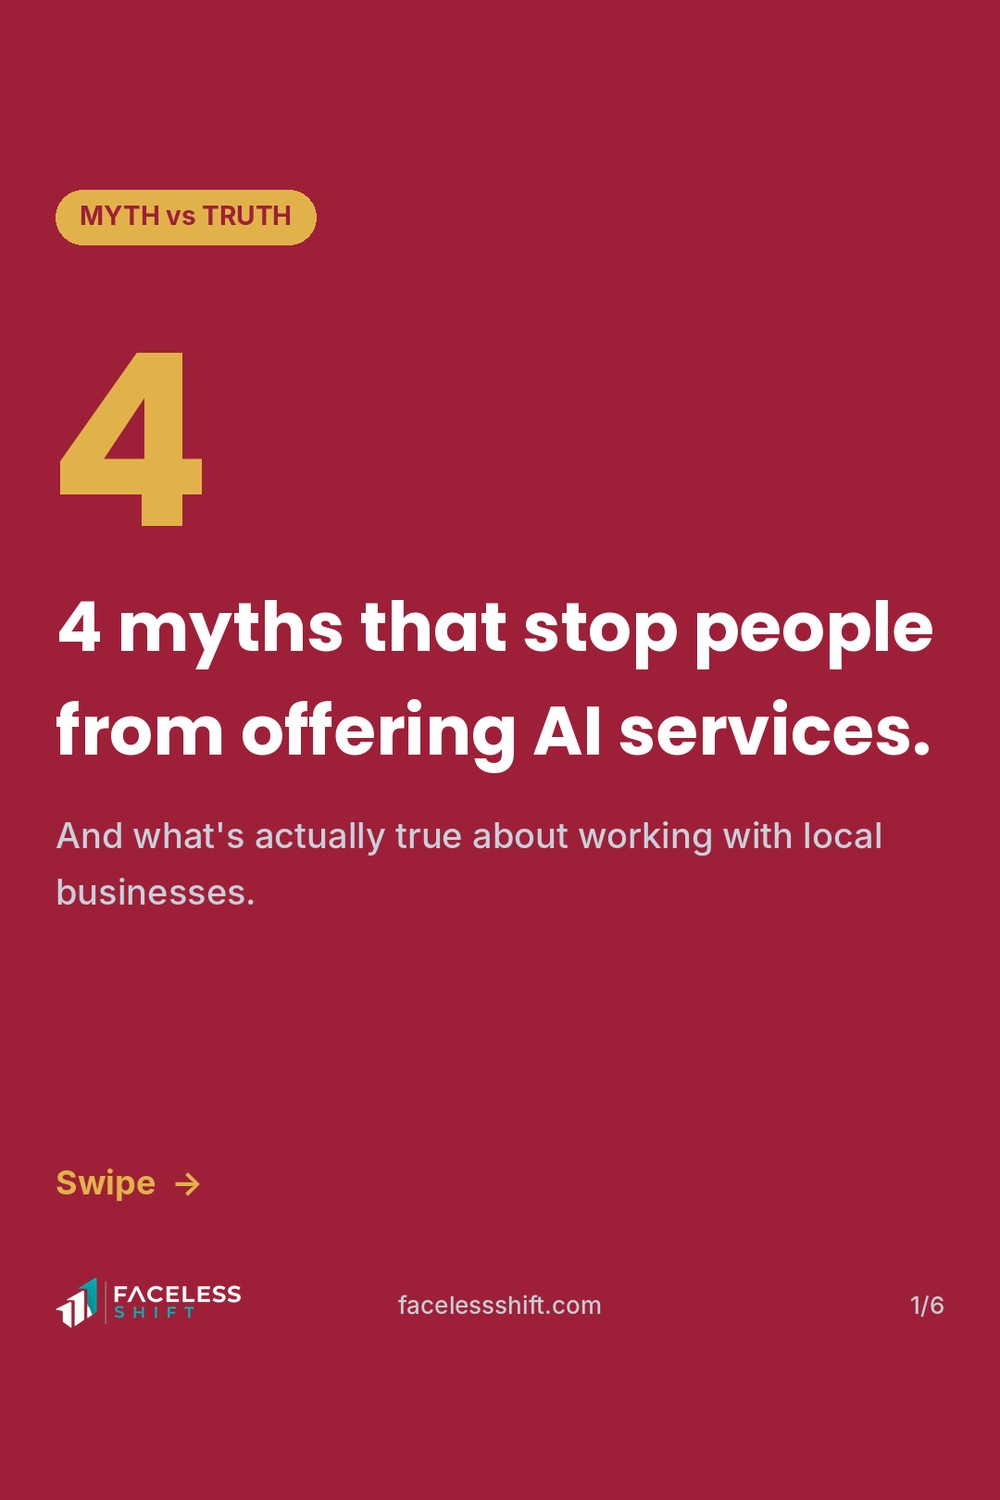 MYTH vs TRUTH
4
4 myths that stop people
from offering AI services.
And what's actually true about working with local
businesses.
Swipe →
FACELESS
SHIFT
facelessshift.com
1/6